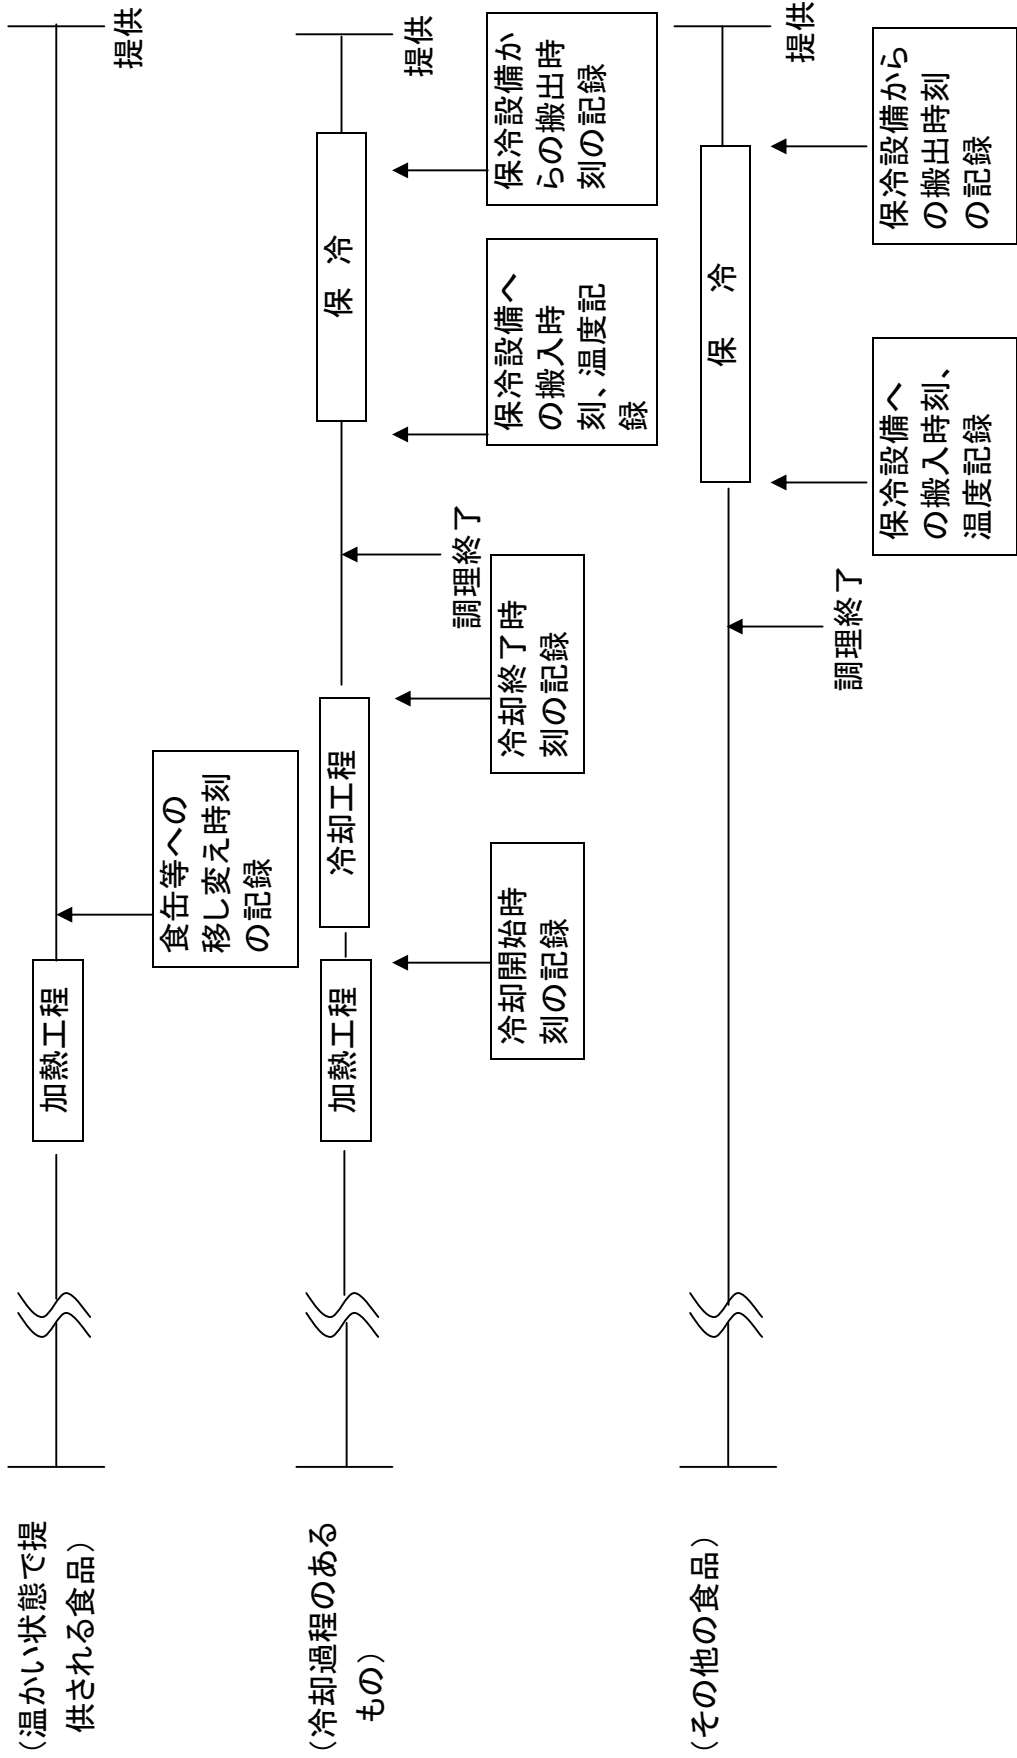 （温かい状態で提
供される食品）
加熱工程
食缶等への
移し変え時刻
の記録
提供
（冷却過程のある
もの）
加熱工程
冷却工程
保　冷
提供
冷却開始時
刻の記録
冷却終了時
刻の記録
調理終了
保冷設備へ
の搬入時
刻、温度記
録
保冷設備か
らの搬出時
刻の記録
（その他の食品）
調理終了
保　冷
提供
保冷設備へ
の搬入時刻、
温度記録
保冷設備から
の搬出時刻
の記録